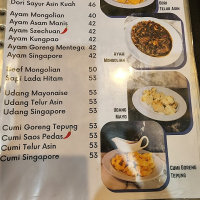 Dori Sayur Asin Kuah 46
Ayam Mongolian 40
Ayam Asam Manis 42
Ayam Szechuan 42
Ayam Kungpao 42
Ayam Goreng Mentega 42
Ayam Singapore 42
Beef Mongolian 50
Sapi Lada Hitam 53
Udang Mayonaise 53
Udang Telur Asin 53
Udang Singapore 53
Cumi Goreng Tepung 53
Cumi Saos Pedas 53
Cumi Telur Asin 53
Cumi Singapore 53
Dori
Telur Asin
Ayam
Mongolian
Udang
Mayo
Cumi Goreng
Tepung